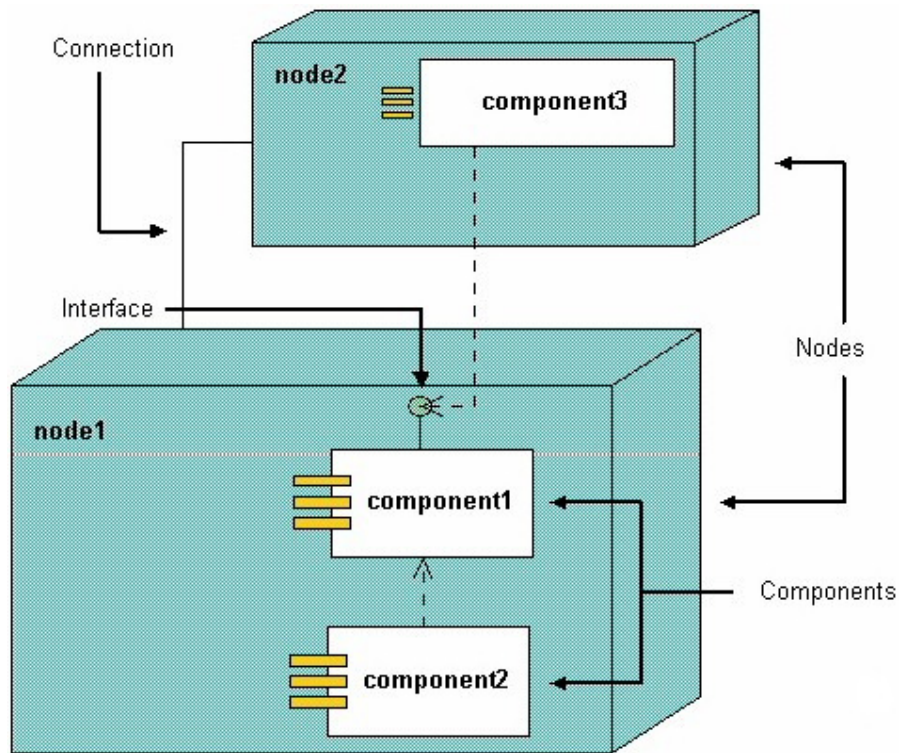 Connection
node2
component3
Interface
Nodes
node1
component1
Components
component2